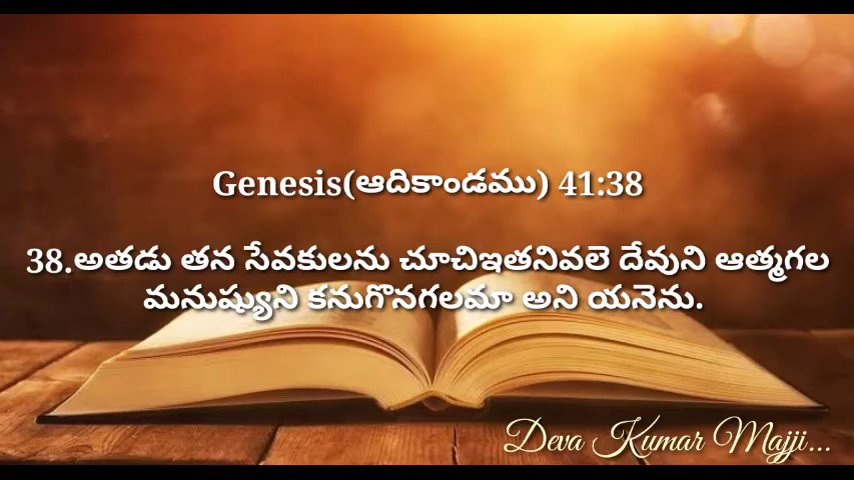 Genesis(ఆదికాండము) 41:38
38.అతడు తన సేవకులను చూచిఇతనివలె దేవుని ఆత్మగల
మనుష్యుని కనుగొనగలమా అని యనెను.
Deva Kumar Majji...